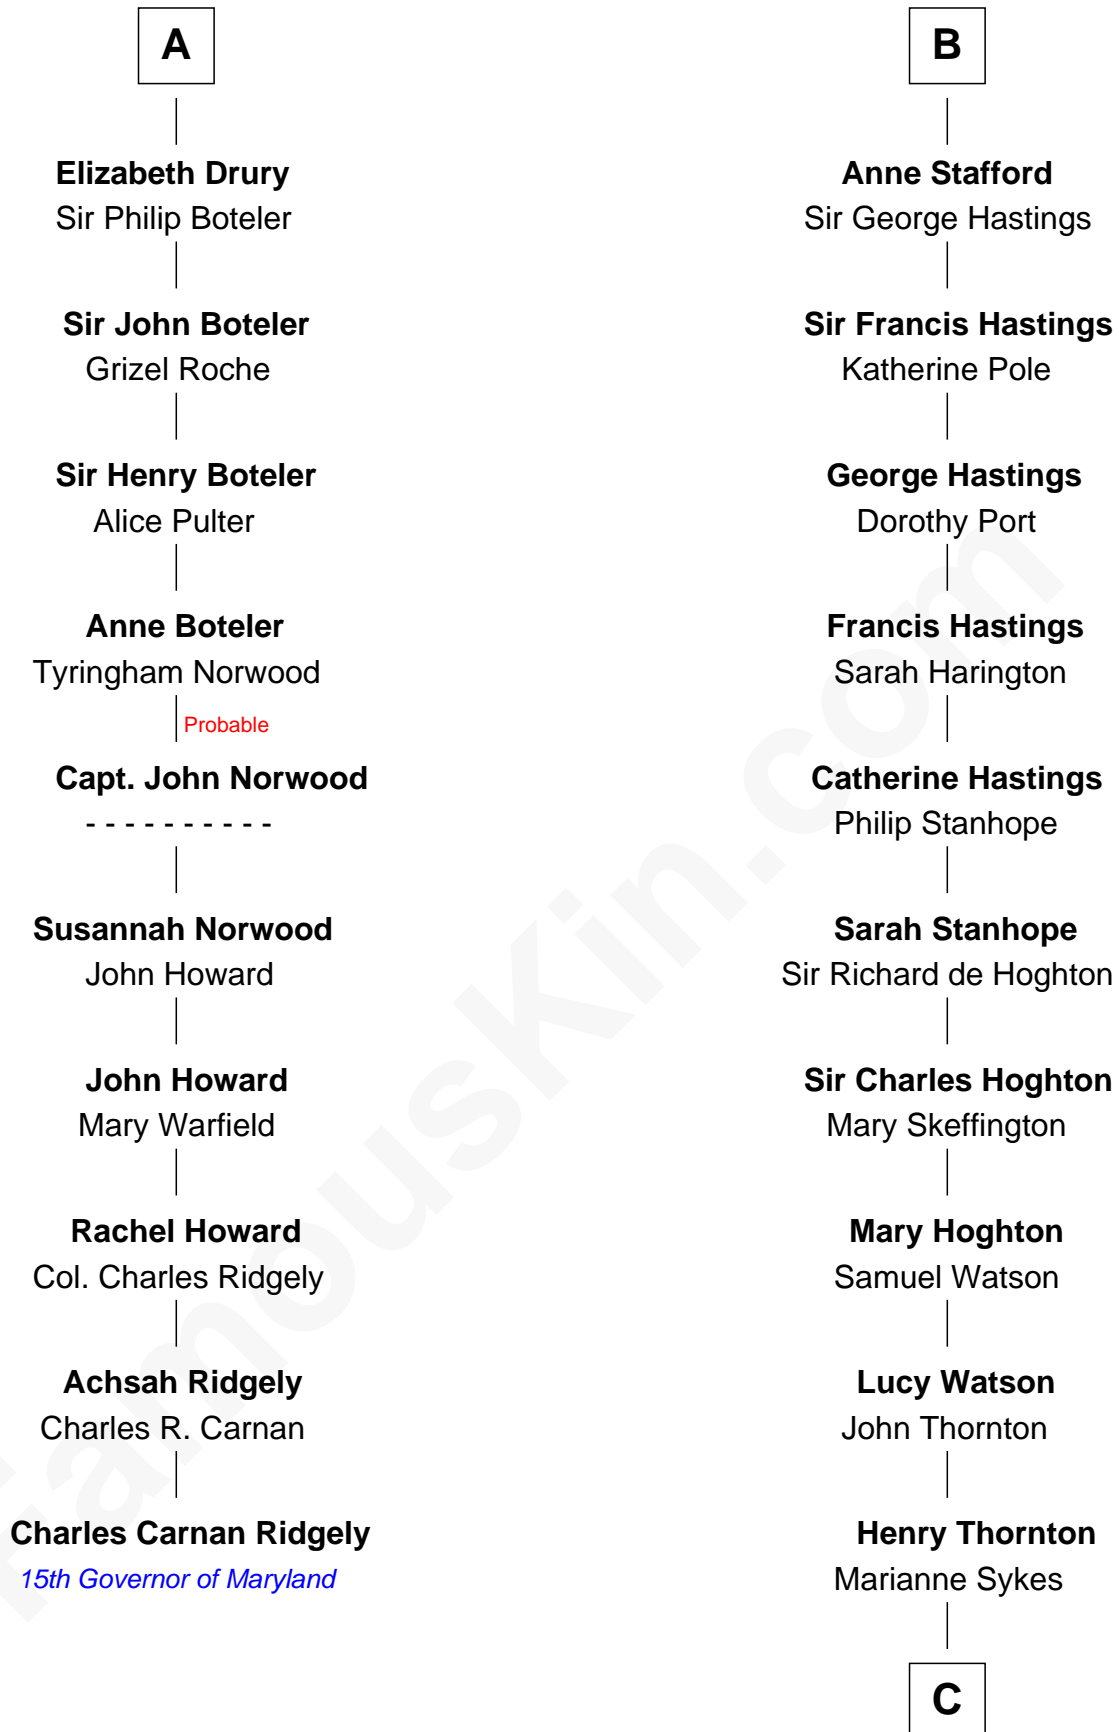 A
Elizabeth Drury
Sir Philip Boteler
Sir John Boteler
Grizel Roche
Sir Henry Boteler
Alice Pulter
Anne Boteler
Tyringham Norwood
Probable
Capt. John Norwood
- - - - - - - - - -
Susannah Norwood
John Howard
John Howard
Mary Warfield
Rachel Howard
Col. Charles Ridgely
Achsah Ridgely
Charles R. Carnan
Charles Carnan Ridgely
15th Governor of Maryland
B
Anne Stafford
Sir George Hastings
Sir Francis Hastings
Katherine Pole
George Hastings
Dorothy Port
Francis Hastings
Sarah Harington
Catherine Hastings
Philip Stanhope
Sarah Stanhope
Sir Richard de Hoghton
Sir Charles Hoghton
Mary Skeffington
Mary Hoghton
Samuel Watson
Lucy Watson
John Thornton
Henry Thornton
Marianne Sykes
C
FamousKin.com